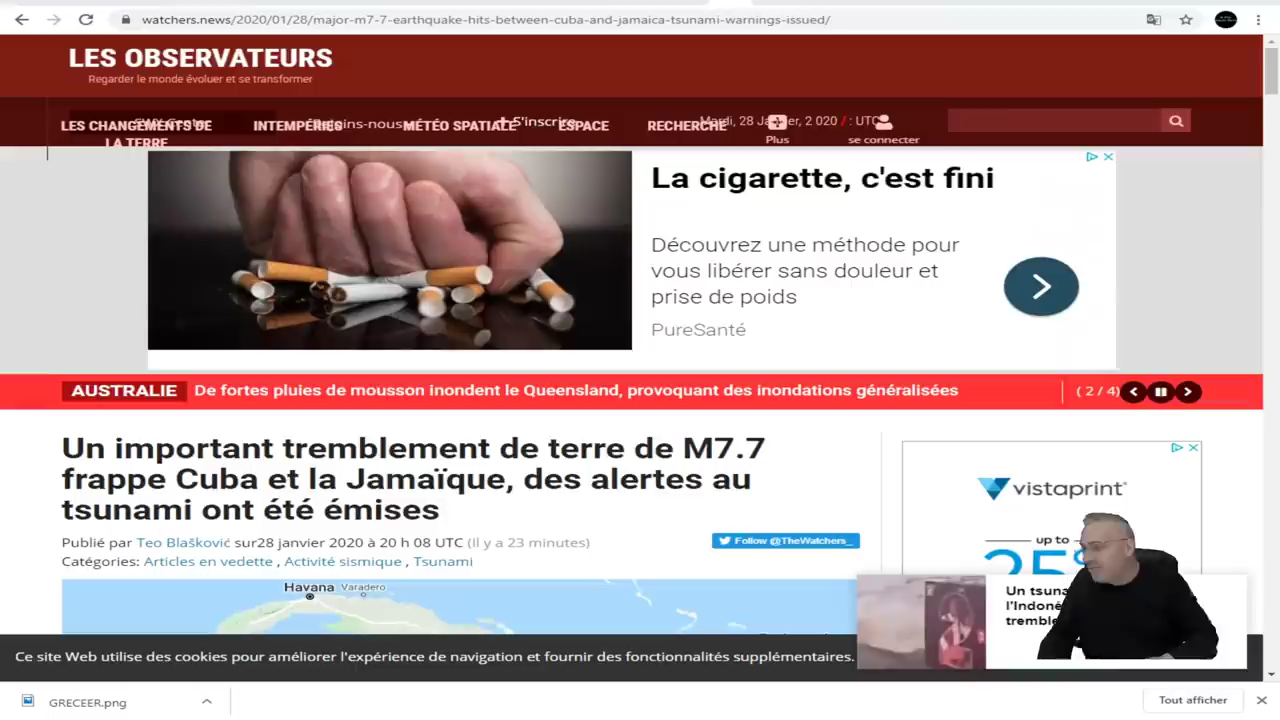 watchers.news/2020/01/28/major-m7-7-earthquake-hits-between-cuba-and-jamaica-tsunami-warnings-issued/
LES OBSERVATEURS
Regarder le monde évoluer et se transformer
LES CHANGEMENTS DE
LA TERRE
INTEMPÉRIES
MÉTÉO SPATIALE
S'inscrire
ESPACE
RECHERCHE
Mardi, 28 Janvier, 2 020 / : UTC
Plus
se connecter
La cigarette, c'est fini
Découvrez une méthode pour
vous libérer sans douleur et
prise de poids
PureSanté
AUSTRALIE De fortes pluies de mousson inondent le Queensland, provoquant des inondations généralisées ( 2 / 4)
Un important tremblement de terre de M7.7
frappe Cuba et la Jamaïque, des alertes au
tsunami ont été émises
Publié par Teo Blašković sur28 janvier 2020 à 20 h 08 UTC (Il y a 23 minutes)
Catégories: Articles en vedette , Activité sismique , Tsunami
Follow @TheWatchers_
vistaprint
up to
25%
Havana
Varadero
Un tsuna
l'Indoné
tremble
Ce site Web utilise des cookies pour améliorer l'expérience de navigation et fournir des fonctionnalités supplémentaires.
GRECEER.png
Tout afficher